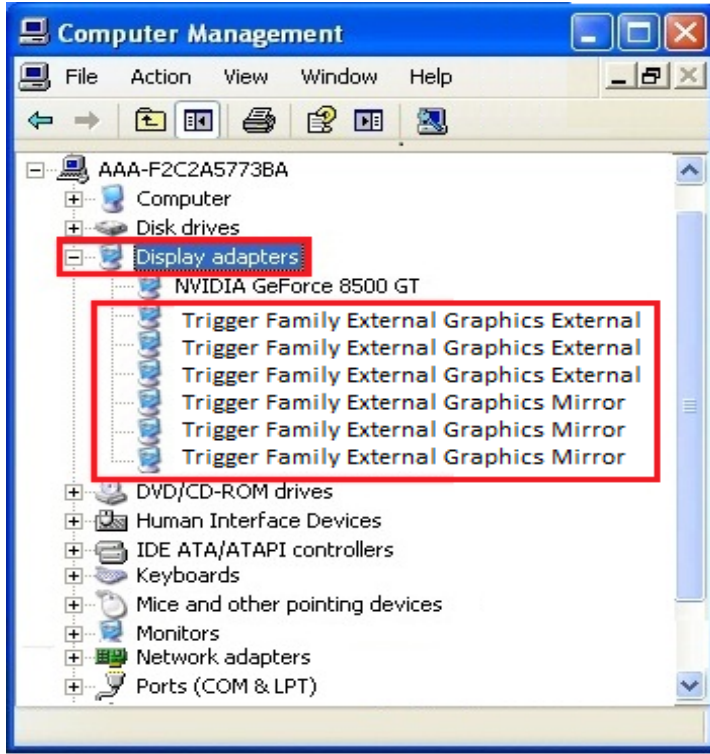 Computer Management
File Action View Window Help
AAA-F2C2A5773BA
Computer
Disk drives
Display adapters
NVIDIA GeForce 8500 GT
Trigger Family External Graphics External
Trigger Family External Graphics External
Trigger Family External Graphics External
Trigger Family External Graphics Mirror
Trigger Family External Graphics Mirror
Trigger Family External Graphics Mirror
DVD/CD-ROM drives
Human Interface Devices
IDE ATA/ATAPI controllers
Keyboards
Mice and other pointing devices
Monitors
Network adapters
Ports (COM & LPT)